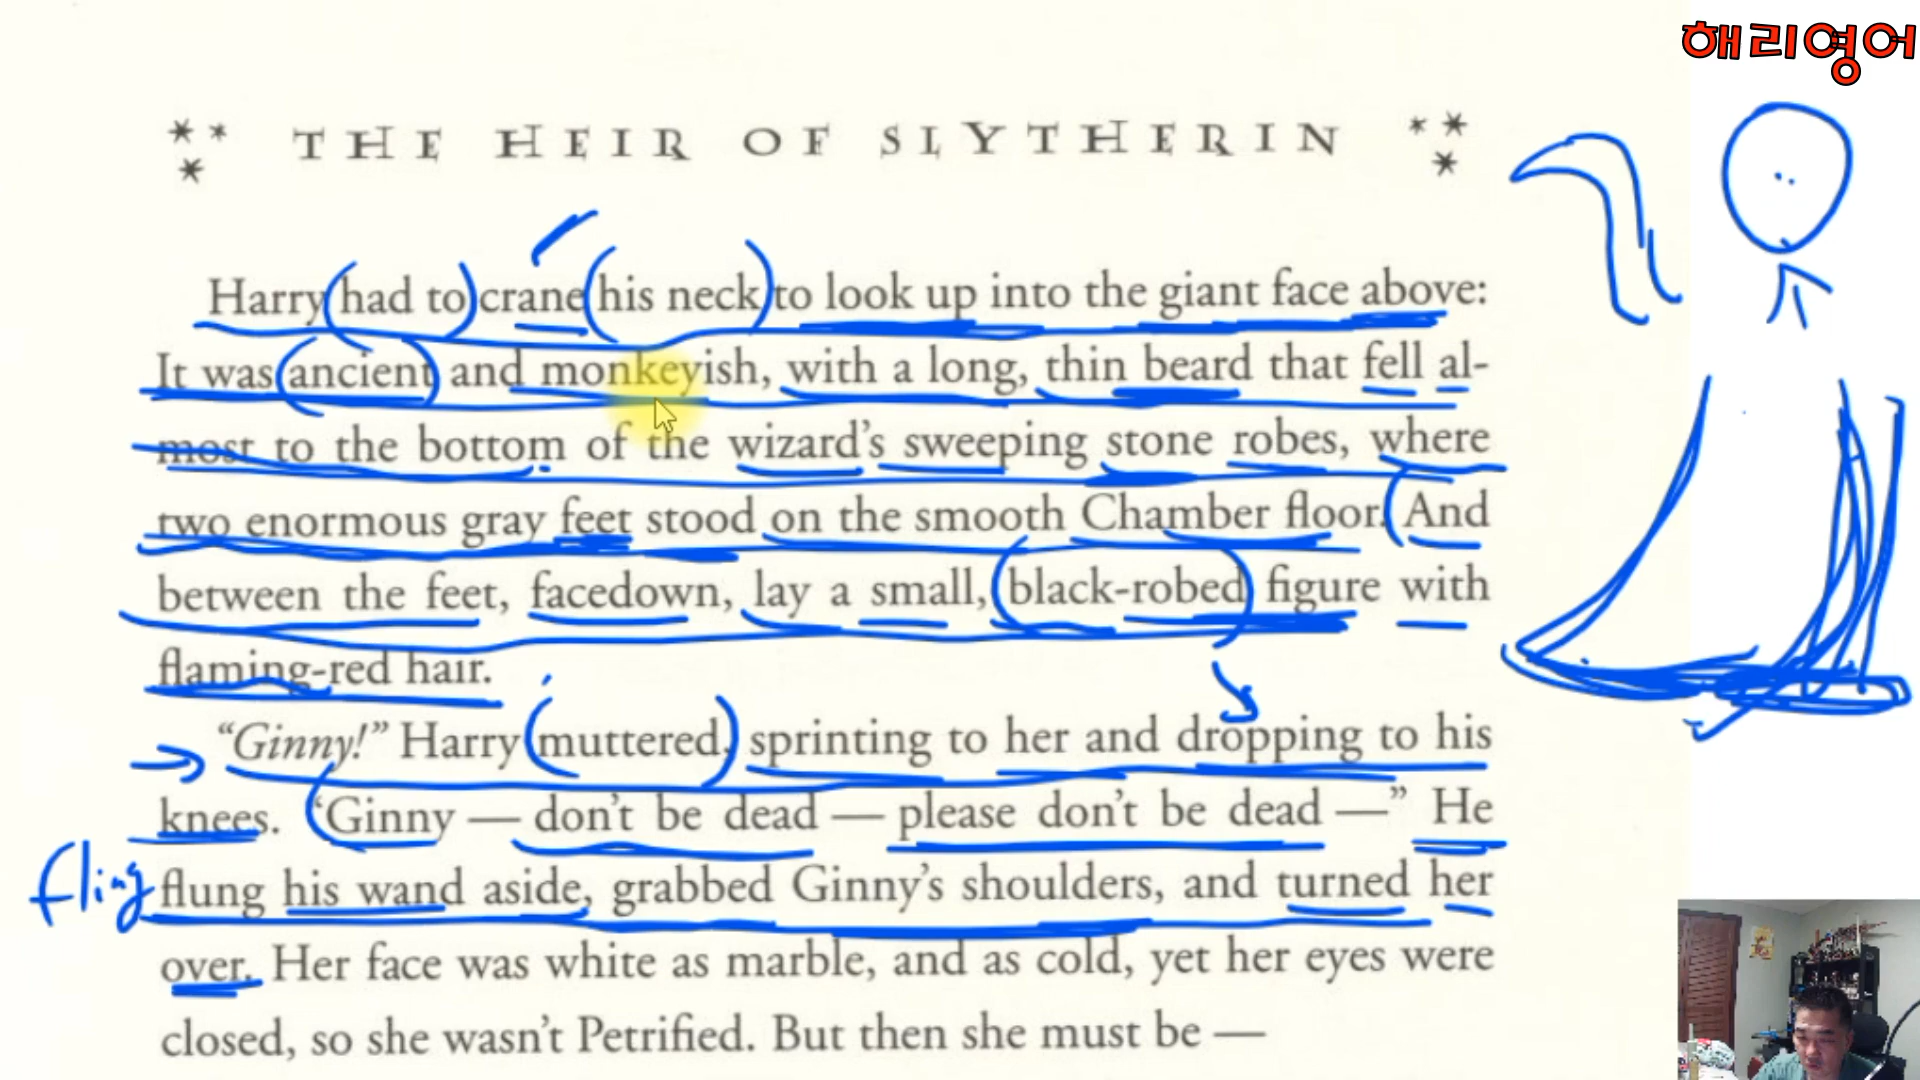 해리영어
THE HEIR OF SLYTHERIN
Harry had to crane his neck to look up into the giant face above:
It was ancient and monkeyish, with a long, thin beard that fell al-
most to the bottom of the wizard's sweeping stone robes, where
two enormous gray feet stood on the smooth Chamber floor. And
between the feet, facedown, lay a small, black-robed figure with
flaming-red hair.
“Ginny!” Harry muttered, sprinting to her and dropping to his
knees. “Ginny — don't be dead — please don't be dead —” He
fling
flung his wand aside, grabbed Ginny's shoulders, and turned her
over. Her face was white as marble, and as cold, yet her eyes were
closed, so she wasn't Petrified. But then she must be —